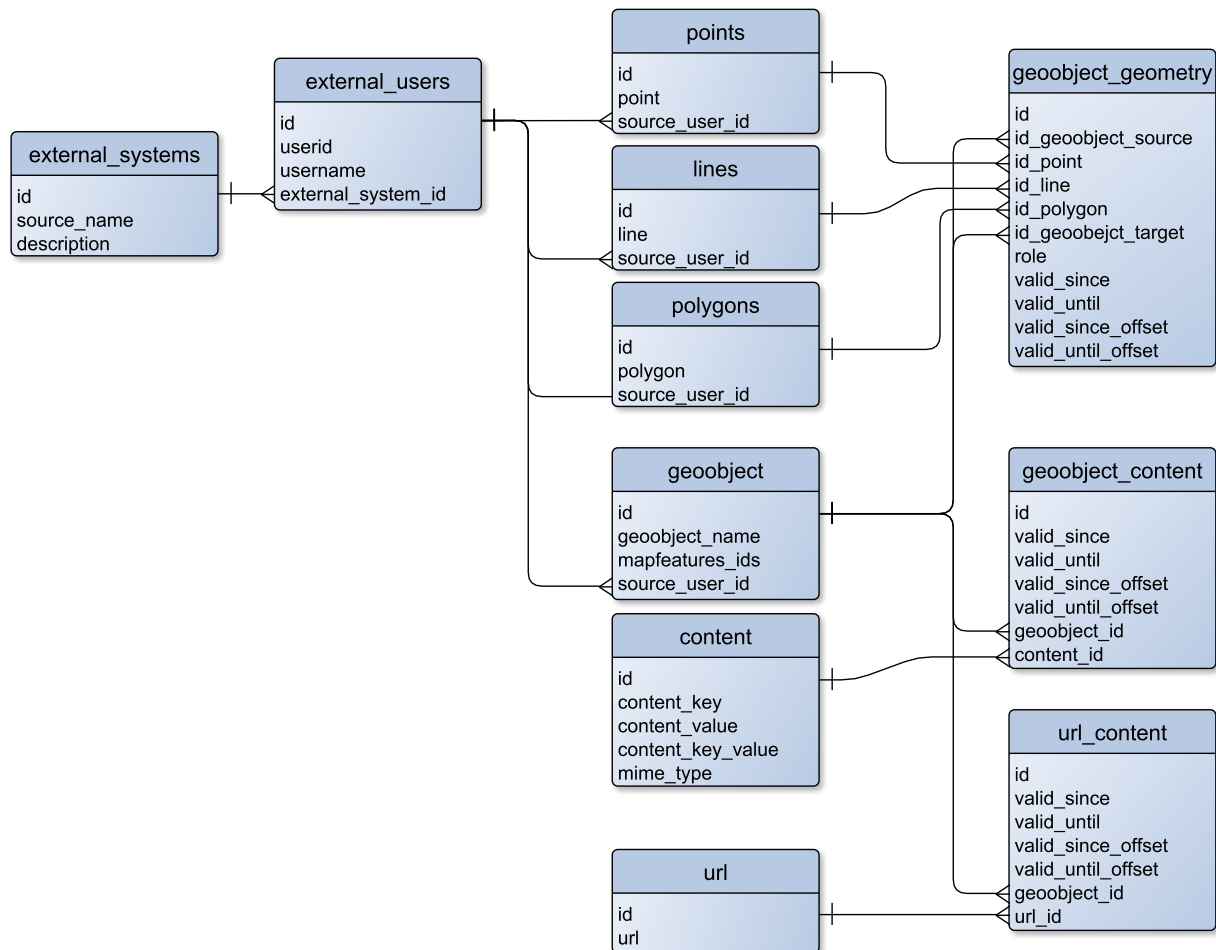 external_systems
id
source_name
description
external_users
id
userid
username
external_system_id
points
id
point
source_user_id
lines
id
line
source_user_id
polygons
id
polygon
source_user_id
geoobject
id
geoobject_name
mapfeatures_ids
source_user_id
content
id
content_key
content_value
content_key_value
mime_type
url
id
url
geoobject_geometry
id
id_geoobject_source
id_point
id_line
id_polygon
id_geoobejct_target
role
valid_since
valid_until
valid_since_offset
valid_until_offset
geoobject_content
id
valid_since
valid_until
valid_since_offset
valid_until_offset
geoobject_id
content_id
url_content
id
valid_since
valid_until
valid_since_offset
valid_until_offset
geoobject_id
url_id